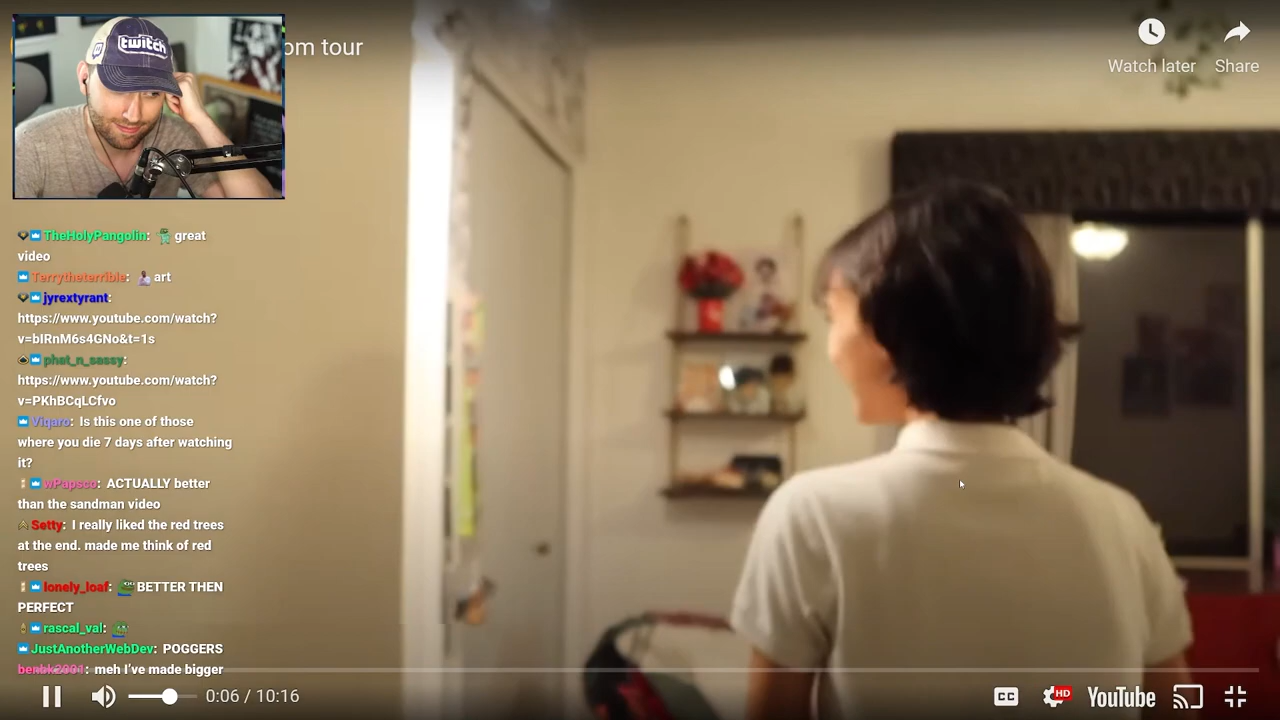 twitch
om tour
Watch later
Share
TheHolyPangolin: great
video
Terrytheterrible: art
jyrextyrant:
https://www.youtube.com/watch?
v=bIRnM6s4GNo&t=1s
phat_n_sassy:
https://www.youtube.com/watch?
v=PKhBCqLCfvo
Viqaro: Is this one of those
where you die 7 days after watching
it?
wPapsco: ACTUALLY better
than the sandman video
Setty: I really liked the red trees
at the end. made me think of red
trees
lonely_loaf: BETTER THEN
PERFECT
rascal_val:
JustAnotherWebDev: POGGERS
: meh I've made bigger
0:06 / 10:16
CC
HD
YouTube